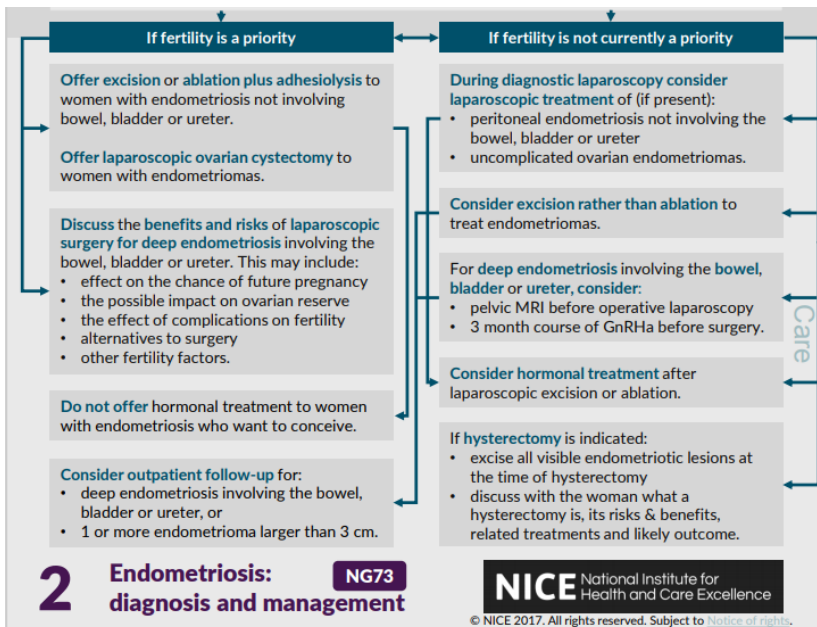 If fertility is a priority
Offer excision or ablation plus adhesiolysis to
women with endometriosis not involving
bowel, bladder or ureter.
Offer laparoscopic ovarian cystectomy to
women with endometriomas.
Discuss the benefits and risks of laparoscopic
surgery for deep endometriosis involving the
bowel, bladder or ureter. This may include:
• effect on the chance of future pregnancy
• the possible impact on ovarian reserve
• the effect of complications on fertility
• alternatives to surgery
• other fertility factors.
Do not offer hormonal treatment to women
with endometriosis who want to conceive.
Consider outpatient follow-up for:
• deep endometriosis involving the bowel,
bladder or ureter, or
• 1 or more endometrioma larger than 3 cm.
If fertility is not currently a priority
During diagnostic laparoscopy consider
laparoscopic treatment of (if present):
• peritoneal endometriosis not involving the
bowel, bladder or ureter
• uncomplicated ovarian endometriomas.
Consider excision rather than ablation to
treat endometriomas.
For deep endometriosis involving the bowel,
bladder or ureter, consider:
• pelvic MRI before operative laparoscopy
• 3 month course of GnRHa before surgery.
Consider hormonal treatment after
laparoscopic excision or ablation.
If hysterectomy is indicated:
• excise all visible endometriotic lesions at
the time of hysterectomy
• discuss with the woman what a
hysterectomy is, its risks & benefits,
related treatments and likely outcome.
Care
2
Endometriosis:
diagnosis and management
NG73
NICE National Institute for
Health and Care Excellence
© NICE 2017. All rights reserved. Subject to Notice of rights.